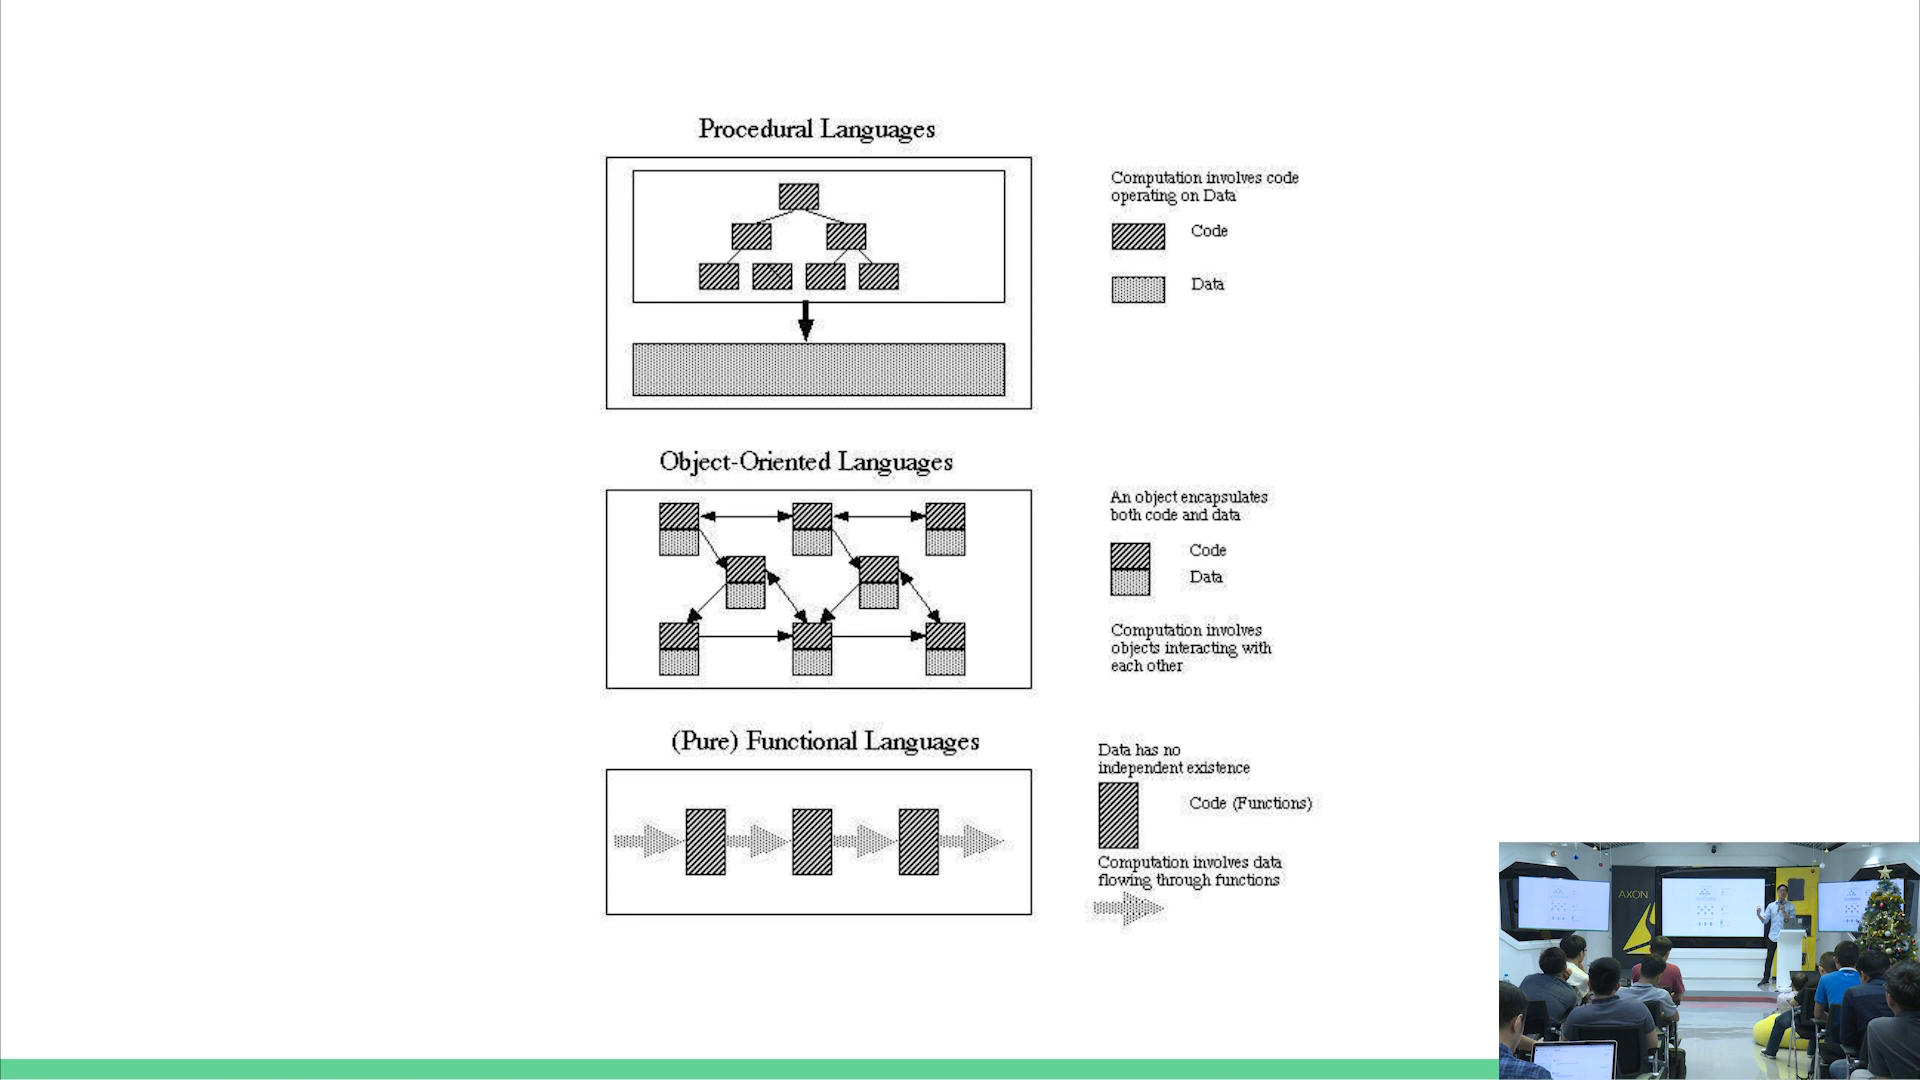 Procedural Languages
Computation involves code
operating on Data
Code
Data
Object-Oriented Languages
An object encapsulates
both code and data
Code
Data
Computation involves
objects interacting with
each other
(Pure) Functional Languages
Data has no
independent existence
Code (Functions)
Computation involves data
flowing through functions
AXON